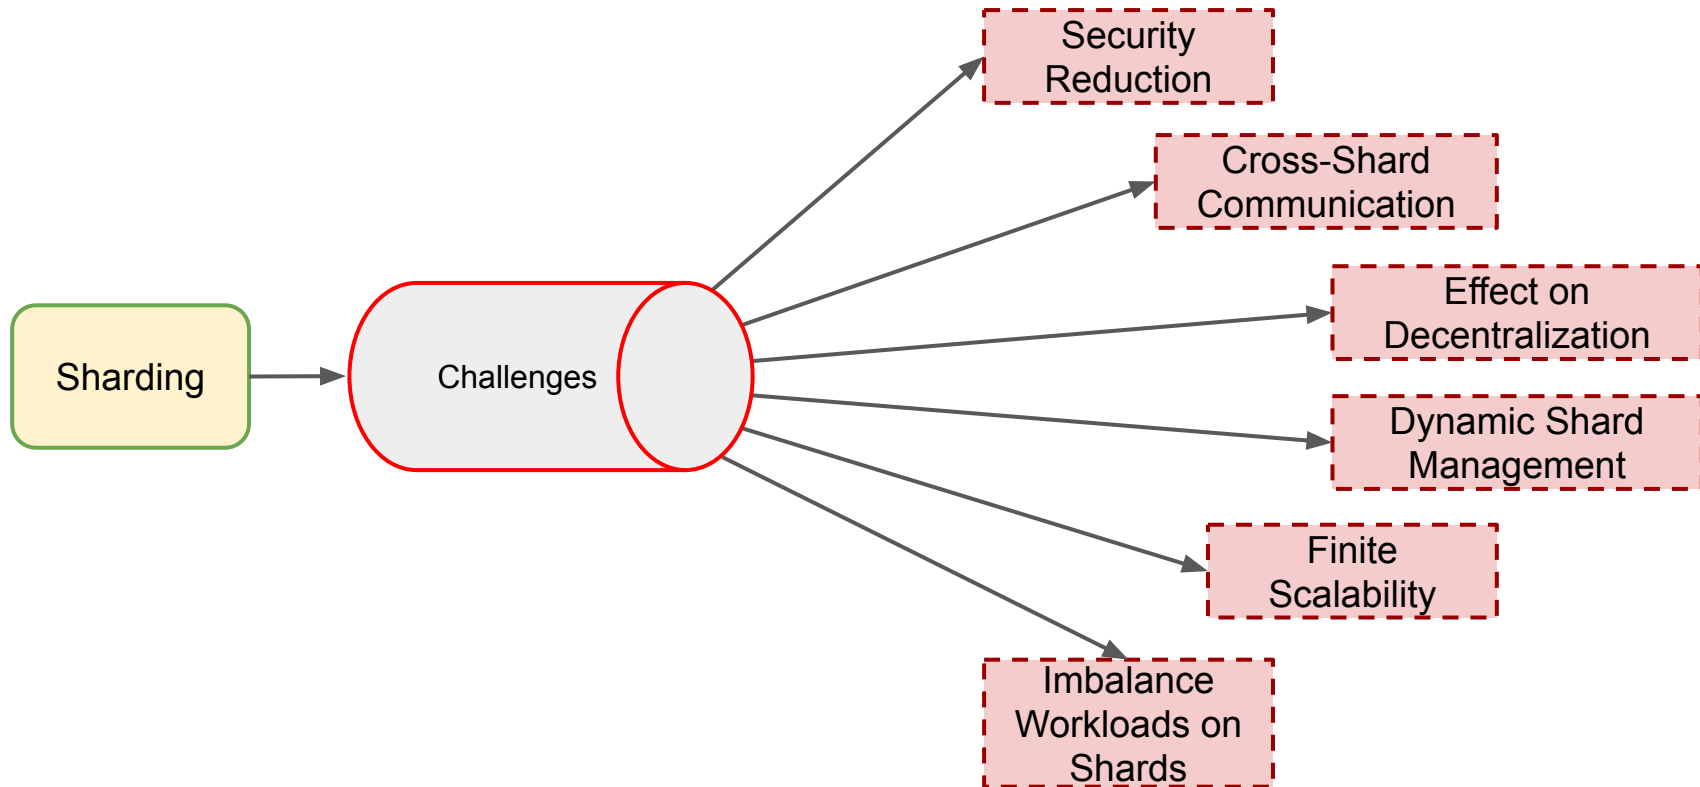 Sharding
Challenges
Security
Reduction
Cross-Shard
Communication
Effect on
Decentralization
Dynamic Shard
Management
Finite
Scalability
Imbalance
Workloads on
Shards